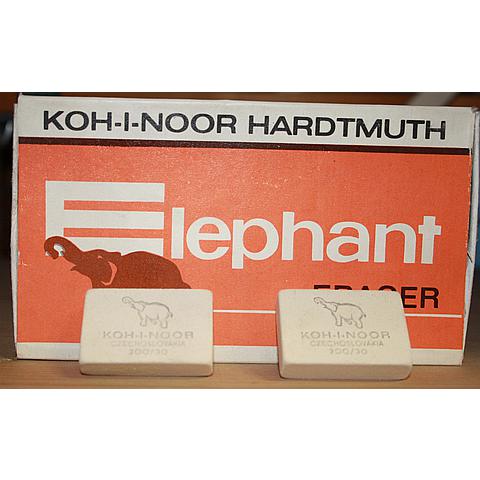 KOH-I-NOOR HARDTMUTH
Elephant
ERASER
KOH-I-NOOR
CZECHOSLOVAKIA
300/30
KOH-I-NOOR
CZECHOSLOVAKIA
300/30